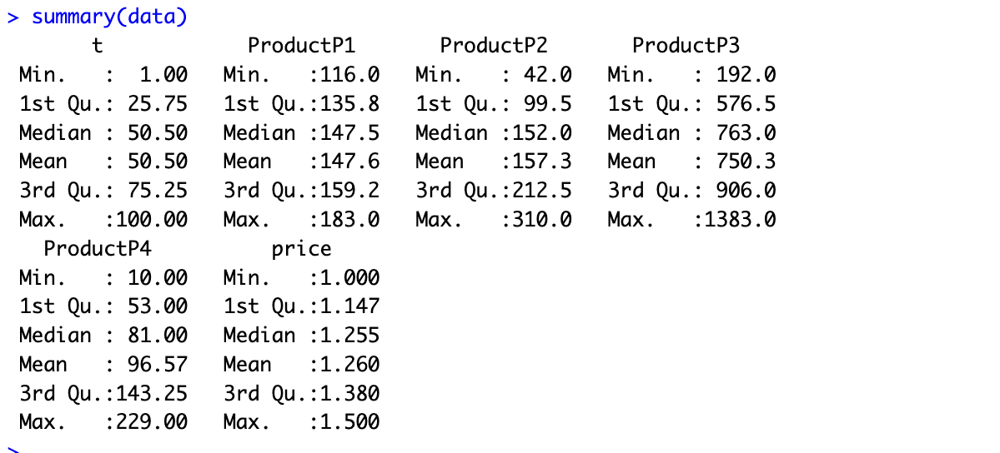 > summary(data)
       t            ProductP1       ProductP2       ProductP3
 Min.   :  1.00   Min.   :116.0   Min.   : 42.0   Min.   : 192.0
 1st Qu.: 25.75   1st Qu.:135.8   1st Qu.: 99.5   1st Qu.: 576.5
 Median : 50.50   Median :147.5   Median :152.0   Median : 763.0
 Mean   : 50.50   Mean   :147.6   Mean   :157.3   Mean   : 750.3
 3rd Qu.: 75.25   3rd Qu.:159.2   3rd Qu.:212.5   3rd Qu.: 906.0
 Max.   :100.00   Max.   :183.0   Max.   :310.0   Max.   :1383.0
   ProductP4          price
 Min.   : 10.00   Min.   :1.000
 1st Qu.: 53.00   1st Qu.:1.147
 Median : 81.00   Median :1.255
 Mean   : 96.57   Mean   :1.260
 3rd Qu.:143.25   3rd Qu.:1.380
 Max.   :229.00   Max.   :1.500
>